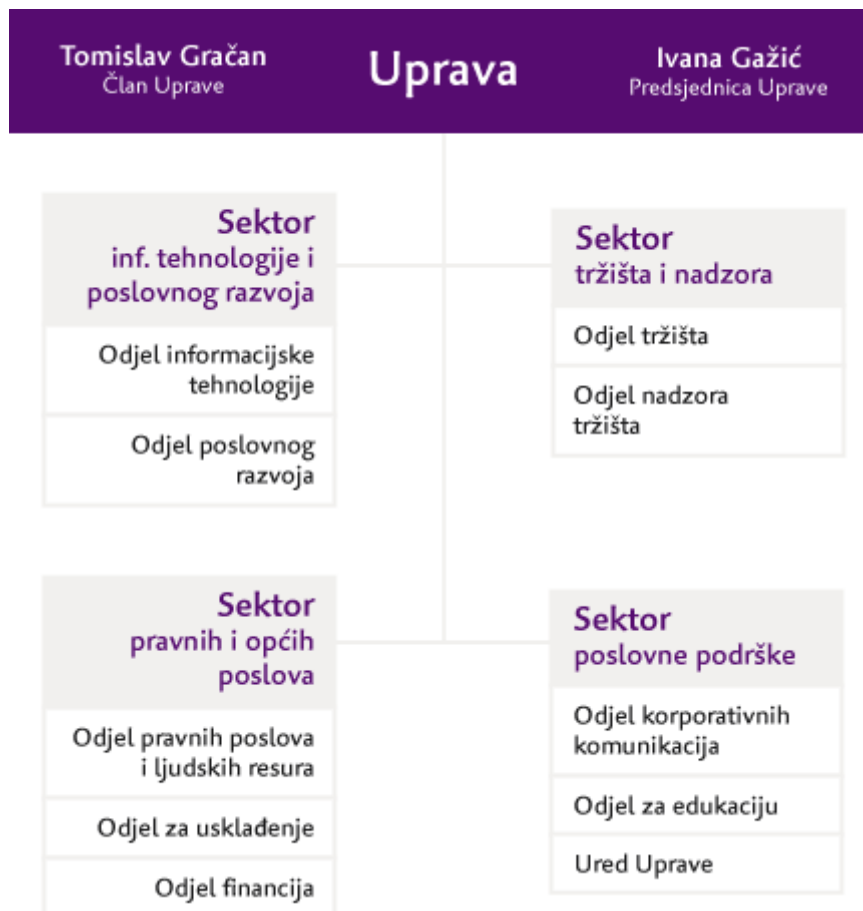 Tomislav Gračan
Član Uprave
Uprava
Ivana Gažić
Predsjednica Uprave
Sektor
inf. tehnologije i
poslovnog razvoja
Odjel informacijske
tehnologije
Odjel poslovnog
razvoja
Sektor
tržišta i nadzora
Odjel tržišta
Odjel nadzora
tržišta
Sektor
pravnih i općih
poslova
Odjel pravnih poslova
i ljudskih resura
Odjel za usklađenje
Odjel financija
Sektor
poslovne podrške
Odjel korporativnih
komunikacija
Odjel za edukaciju
Ured Uprave